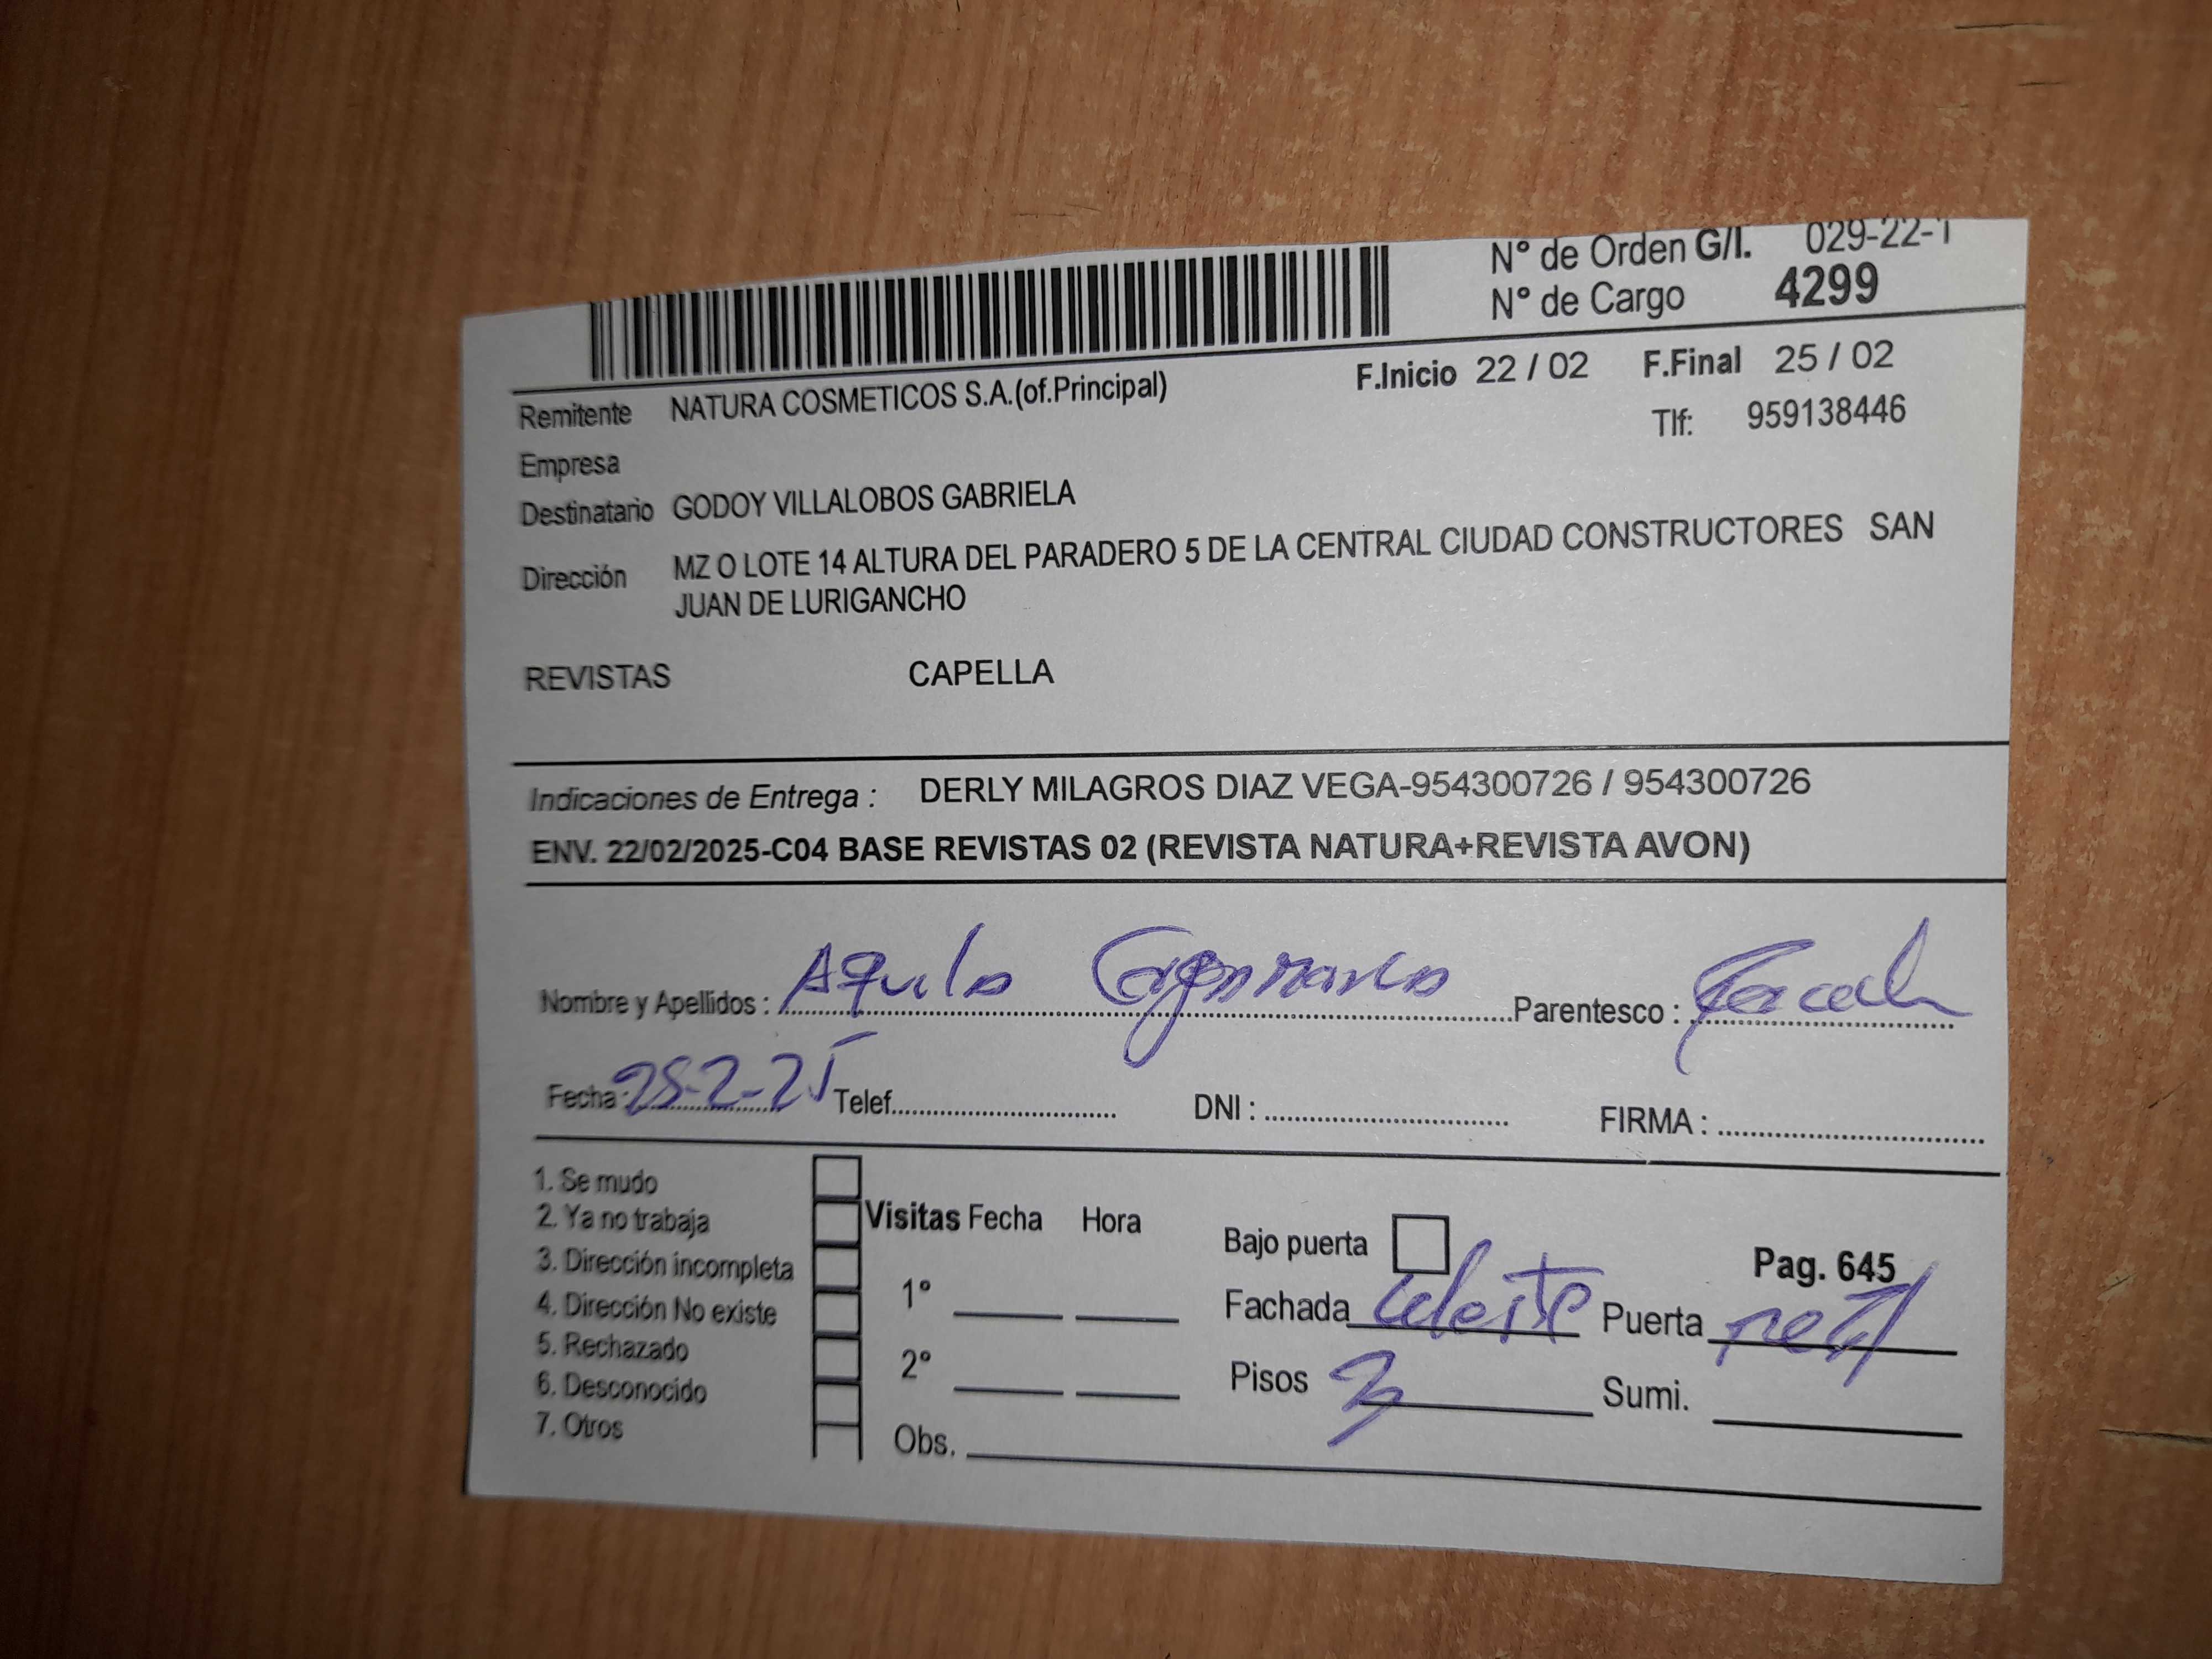 N° de Orden G/I. 029-22-1
N° de Cargo 4299
F.Inicio 22 / 02 F.Final 25 / 02
Remitente NATURA COSMETICOS S.A.(of.Principal)
Tlf: 959138446
Empresa
Destinatario GODOY VILLALOBOS GABRIELA
Dirección MZ O LOTE 14 ALTURA DEL PARADERO 5 DE LA CENTRAL CIUDAD CONSTRUCTORES SAN
JUAN DE LURIGANCHO
REVISTAS CAPELLA
Indicaciones de Entrega : DERLY MILAGROS DIAZ VEGA-954300726 / 954300726
ENV. 22/02/2025-C04 BASE REVISTAS 02 (REVISTA NATURA+REVISTA AVON)
Nombre y Apellidos : Parentesco :
Fecha : 25-2-25 Telef. DNI : FIRMA :
1. Se mudo
2. Ya no trabaja
3. Dirección incompleta
4. Dirección No existe
5. Rechazado
6. Desconocido
7. Otros
Visitas Fecha Hora
1°
2°
Obs.
Bajo puerta Pag. 645
Fachada celeste Puerta
Pisos 3 Sumi.